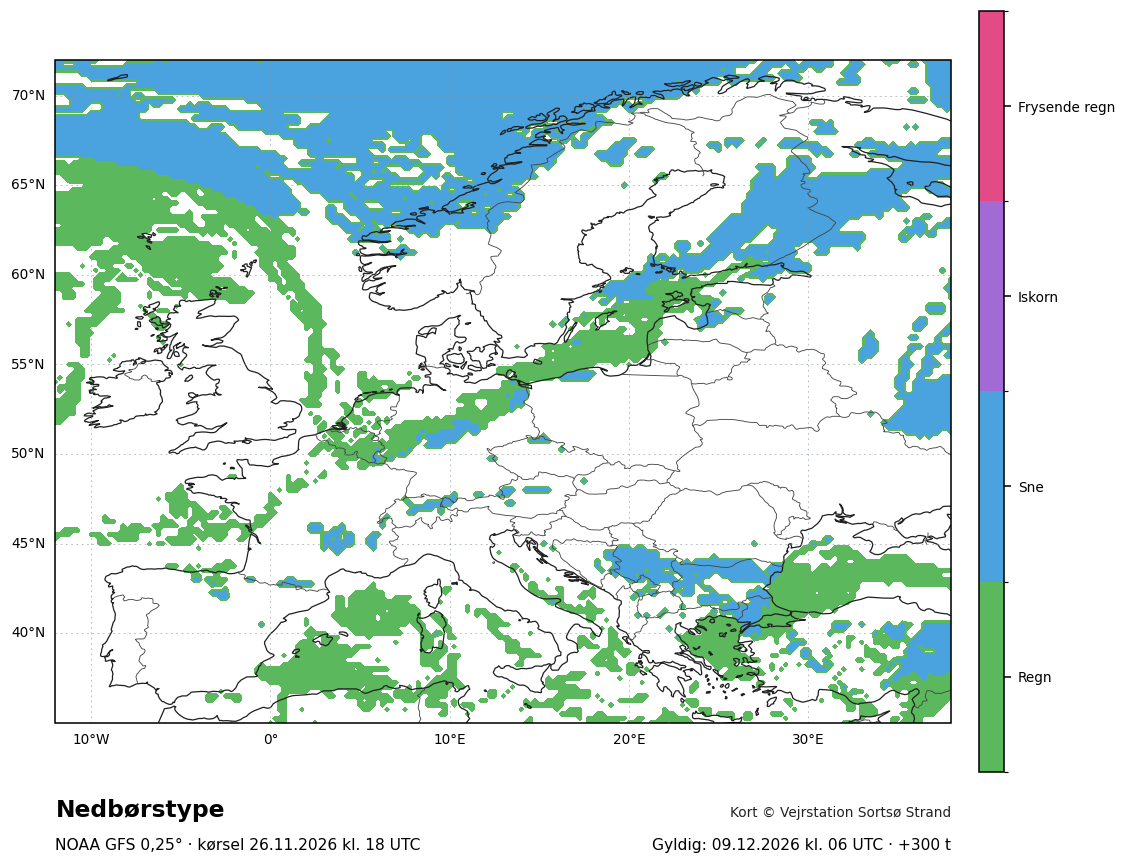 Frysende regn
Iskorn
Sne
Regn
70°N
65°N
60°N
55°N
50°N
45°N
40°N
10°W
0°
10°E
20°E
30°E
Nedbørstype
Kort © Vejrstation Sortsø Strand
NOAA GFS 0,25° · kørsel 26.11.2026 kl. 18 UTC
Gyldig: 09.12.2026 kl. 06 UTC · +300 t